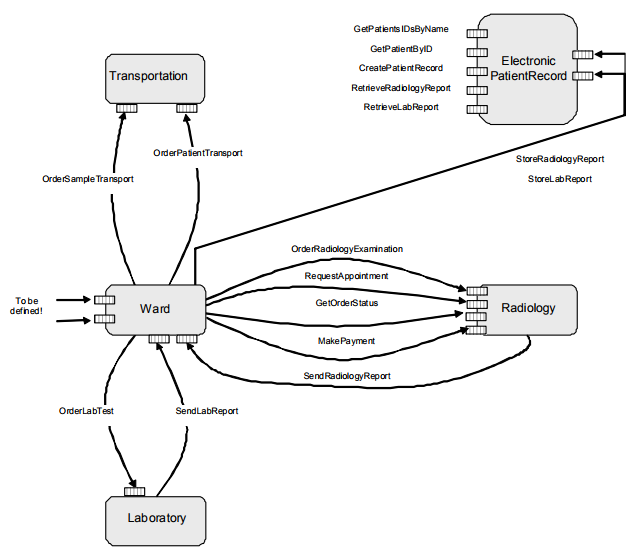 GetPatientsIDsByName
GetPatientByID
CreatePatientRecord
RetrieveRadiologyReport
RetrieveLabReport
Electronic
PatientRecord
Transportation
OrderPatientTransport
OrderSampleTransport
StoreRadiologyReport
StoreLabReport
OrderRadiologyExamination
RequestAppointment
GetOrderStatus
MakePayment
SendRadiologyReport
To be
defined!
Ward
Radiology
OrderLabTest
SendLabReport
Laboratory